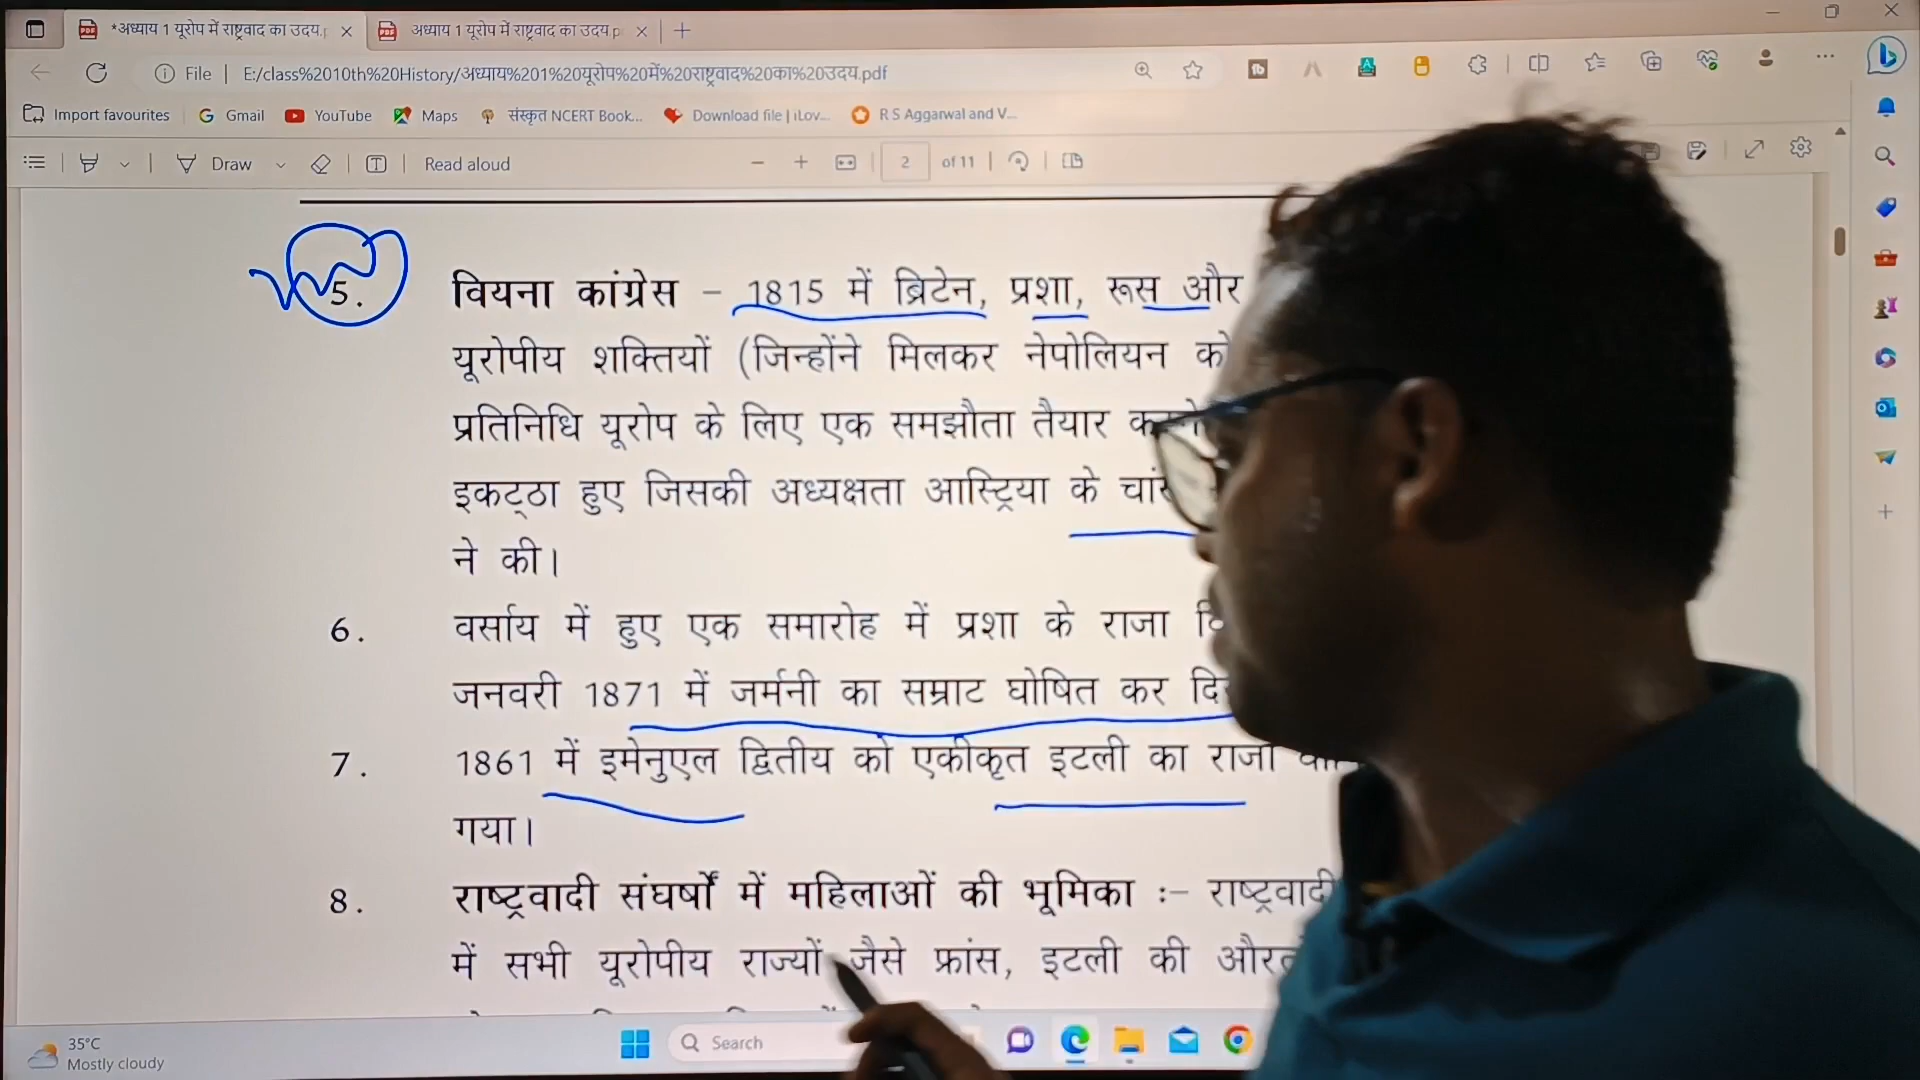 *अध्याय 1 यूरोप में राष्ट्रवाद का उदय.
अध्याय 1 यूरोप में राष्ट्रवाद का उदय
File
E:/class%2010th%20History/अध्याय%201%20यूरोप%20में%20राष्ट्रवाद%20का%20उदय.pdf
Import favourites
Gmail
YouTube
Maps
संस्कृत NCERT Book...
Download file | iLov...
R S Aggarwal and V...
Draw
Read aloud
2 of 11
5. वियना कांग्रेस – 1815 में ब्रिटेन, प्रशा, रूस और
यूरोपीय शक्तियों (जिन्होंने मिलकर नेपोलियन को
प्रतिनिधि यूरोप के लिए एक समझौता तैयार
इकट्ठा हुए जिसकी अध्यक्षता आस्ट्रिया के
ने की।
6. वर्साय में हुए एक समारोह में प्रशा के राजा
जनवरी 1871 में जर्मनी का सम्राट घोषित कर
7. 1861 में इमेनुएल द्वितीय को एकीकृत इटली का राजा
गया।
8. राष्ट्रवादी संघर्षों में महिलाओं की भूमिका :– राष्ट्रवादी
में सभी यूरोपीय राज्यों जैसे फ्रांस, इटली की
35°C
Mostly cloudy
Search